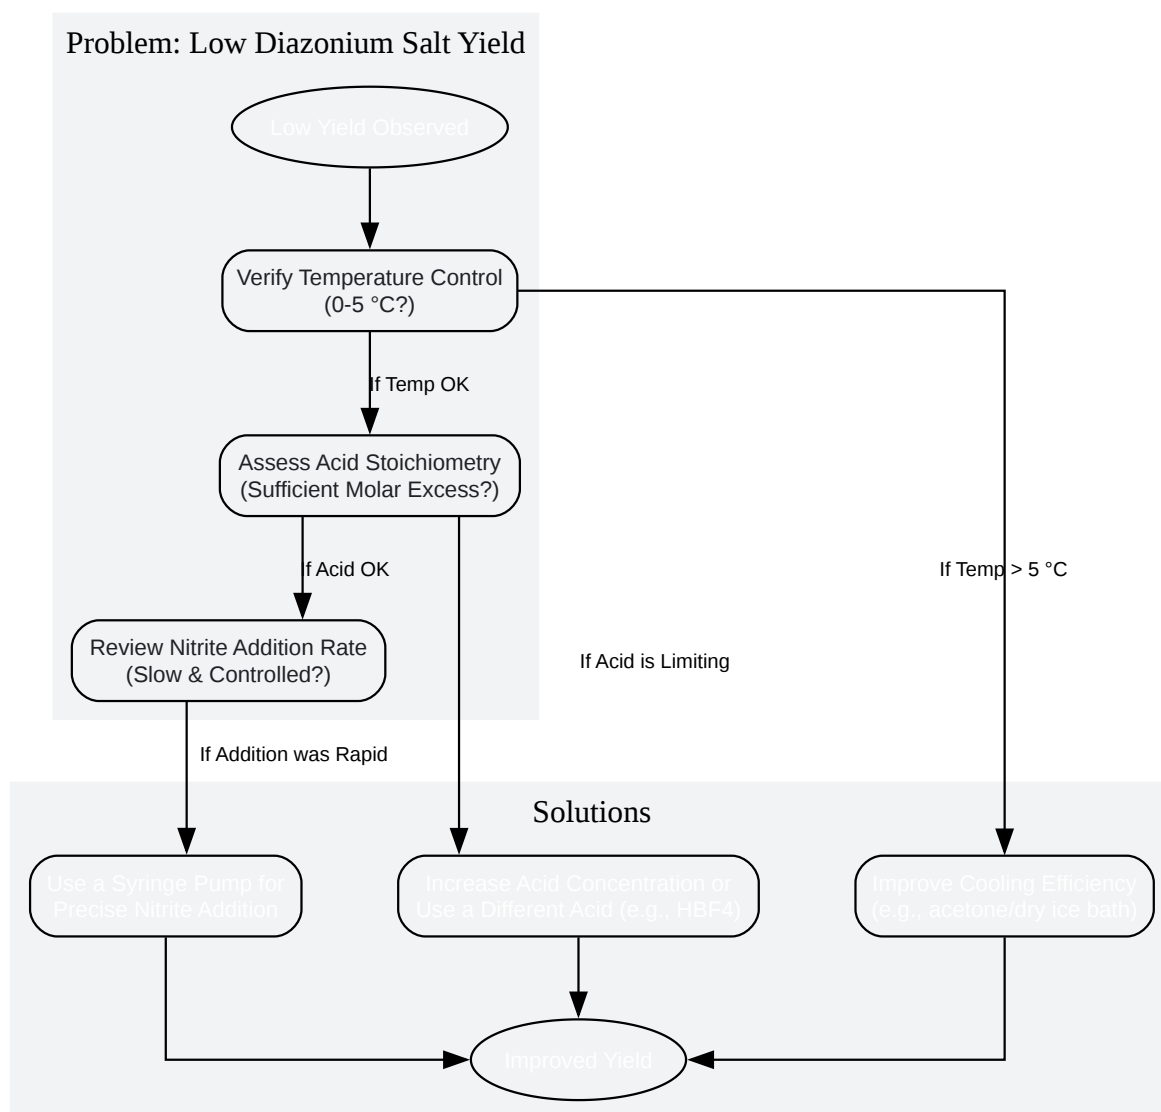 Problem: Low Diazonium Salt Yield
Low Yield Observed
Verify Temperature Control
(0-5 °C?)
If Temp OK
Assess Acid Stoichiometry
(Sufficient Molar Excess?)
If Acid OK
If Temp > 5 °C
Review Nitrite Addition Rate
(Slow & Controlled?)
If Acid is Limiting
If Addition was Rapid
Solutions
Use a Syringe Pump for
Precise Nitrite Addition
Increase Acid Concentration or
Use a Different Acid (e.g., HBF4)
Improve Cooling Efficiency
(e.g., acetone/dry ice bath)
Improved Yield